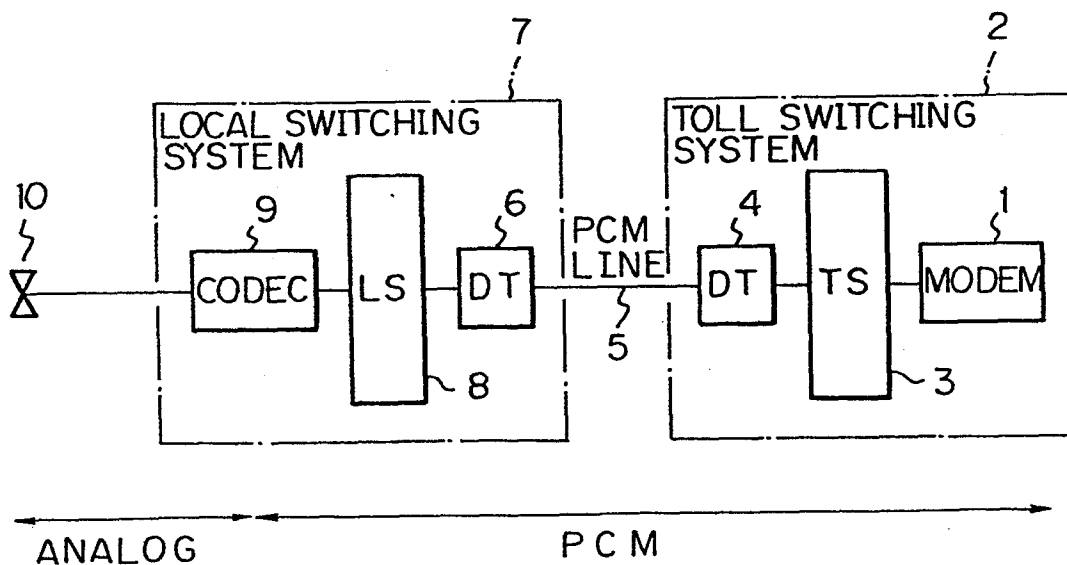 7
2
LOCAL SWITCHING
SYSTEM
TOLL SWITCHING
SYSTEM
10
9
6
PCM
LINE
4
1
CODEC
LS
DT
DT
TS
MODEM
5
8
3
ANALOG
PCM